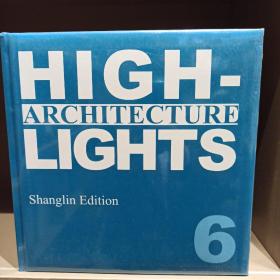 HIGH-
ARCHITECTURE
LIGHTS
Shanglin Edition
6